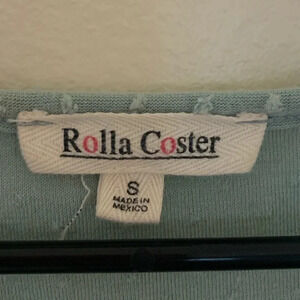 Rolla Coster
S
MADE IN
MEXICO